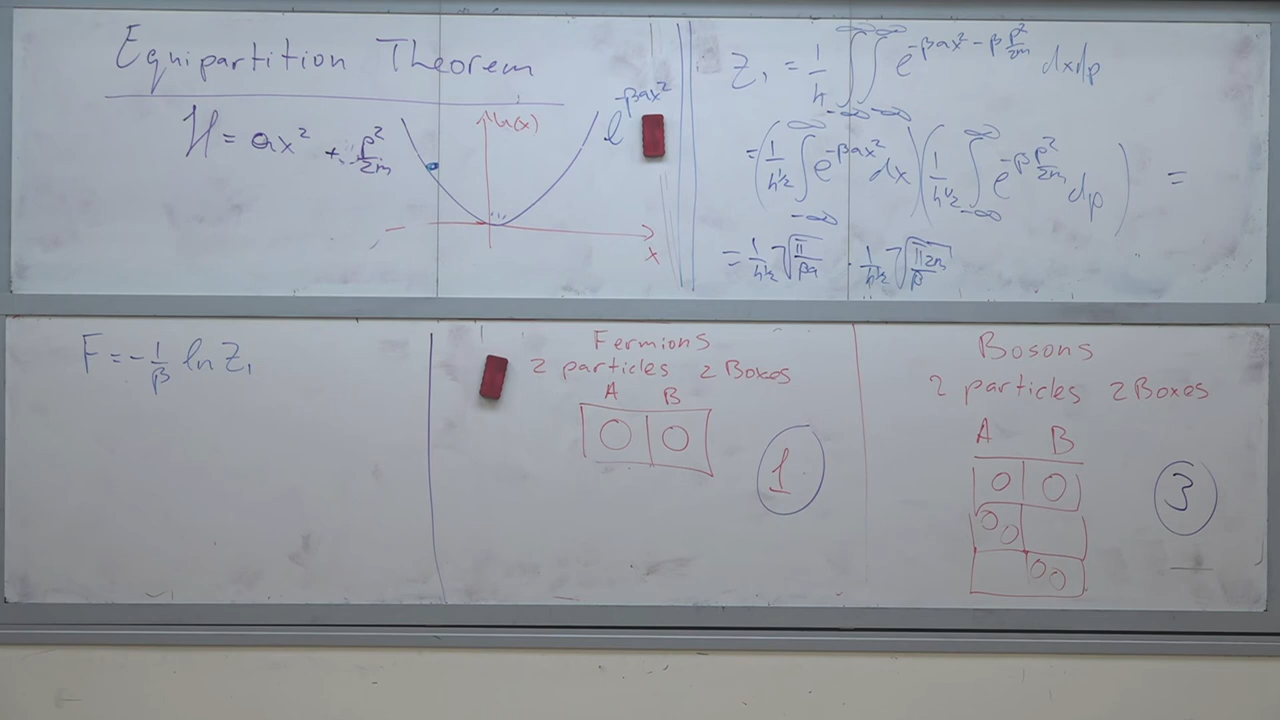 Equipartition Theorem
H = ax² + p²/2m
u(x)
e^-βax²
x
Z₁ = 1/h ∫_-∞^∞ ∫_-∞^∞ e^-βax² - βp²/2m dxdp
= (1/h^½ ∫_-∞^∞ e^-βax² dx)(1/h^½ ∫_-∞^∞ e^-βp²/2m dp) =
= 1/h^½ √(π/βa) · 1/h^½ √(π2m/β)
F = -1/β ln Z₁
Fermions
2 particles 2 Boxes
A B
1
Bosons
2 particles 2 Boxes
A B
3